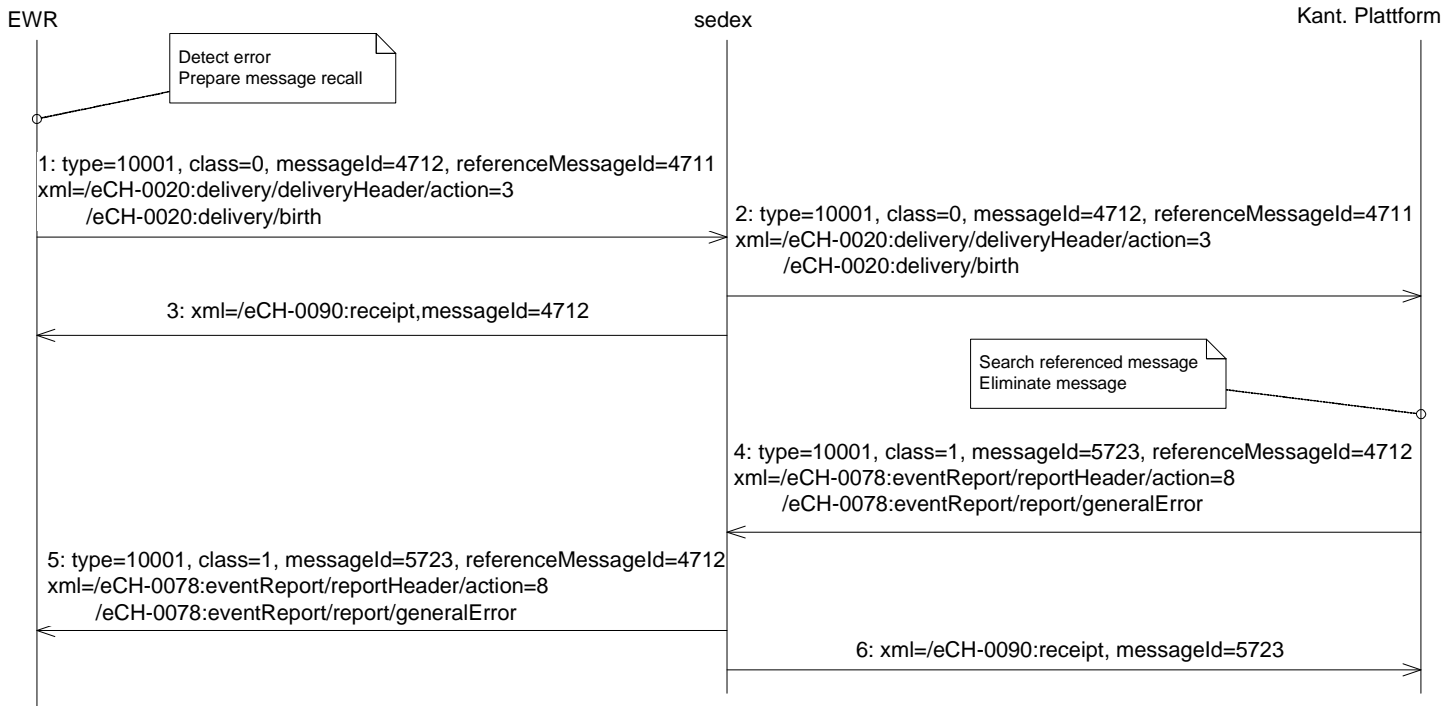 EWR
sedex
Kant. Plattform
Detect error
Prepare message recall
1: type=10001, class=0, messageId=4712, referenceMessageId=4711
xml=/eCH-0020:delivery/deliveryHeader/action=3
/eCH-0020:delivery/birth
2: type=10001, class=0, messageId=4712, referenceMessageId=4711
xml=/eCH-0020:delivery/deliveryHeader/action=3
/eCH-0020:delivery/birth
3: xml=/eCH-0090:receipt,messageId=4712
Search referenced message
Eliminate message
4: type=10001, class=1, messageId=5723, referenceMessageId=4712
xml=/eCH-0078:eventReport/reportHeader/action=8
/eCH-0078:eventReport/report/generalError
5: type=10001, class=1, messageId=5723, referenceMessageId=4712
xml=/eCH-0078:eventReport/reportHeader/action=8
/eCH-0078:eventReport/report/generalError
6: xml=/eCH-0090:receipt, messageId=5723